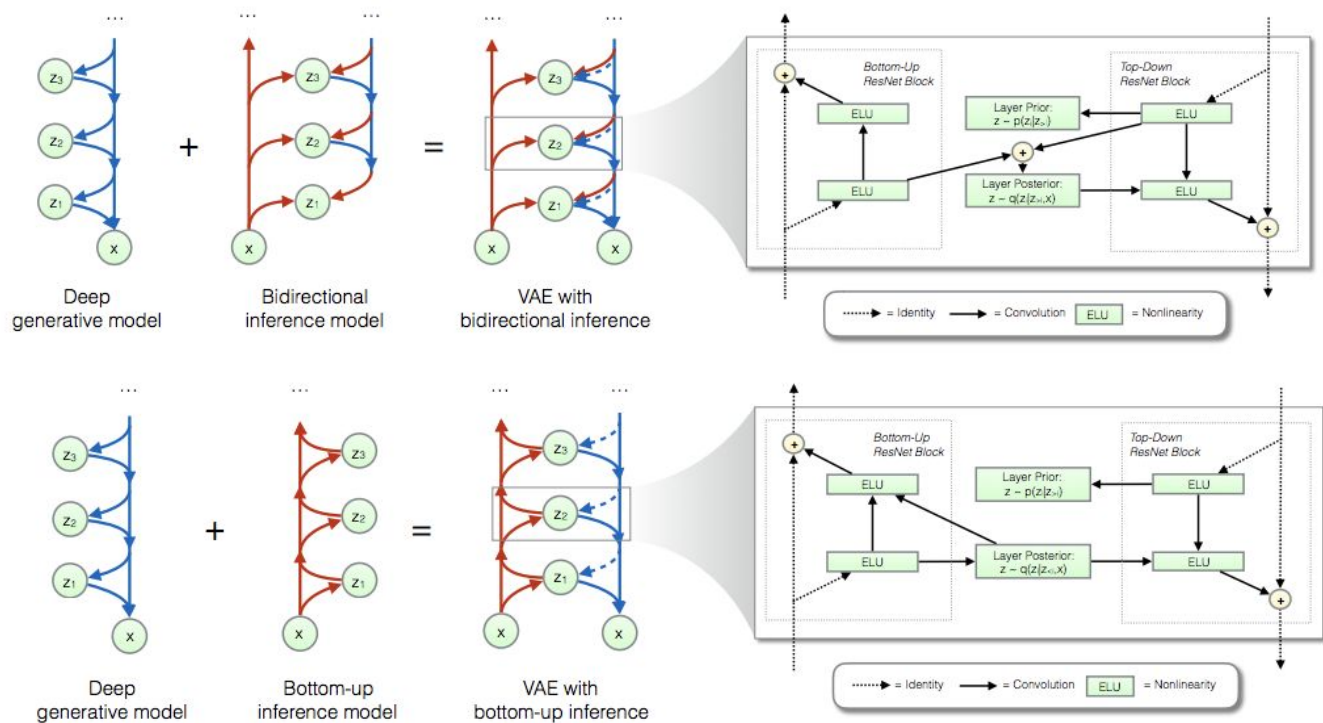 ...
...
...
z₃
z₂
z₁
x
+
z₃
z₂
z₁
x
=
z₃
z₂
z₁
x
x
Deep
generative model
Bidirectional
inference model
VAE with
bidirectional inference
Bottom-Up
ResNet Block
Top-Down
ResNet Block
+
ELU
Layer Prior:
z ~ p(zᵢ|z>ᵢ)
ELU
+
ELU
Layer Posterior:
z ~ q(zᵢ|z>ᵢ,x)
ELU
+
= Identity
= Convolution
ELU
= Nonlinearity
...
...
...
z₃
z₂
z₁
x
+
z₃
z₂
z₁
x
=
z₃
z₂
z₁
x
x
Deep
generative model
Bottom-up
inference model
VAE with
bottom-up inference
Bottom-Up
ResNet Block
Top-Down
ResNet Block
+
ELU
Layer Prior:
z ~ p(zᵢ|z>ᵢ)
ELU
ELU
Layer Posterior:
z ~ q(zᵢ|z<ᵢ,x)
ELU
+
= Identity
= Convolution
ELU
= Nonlinearity